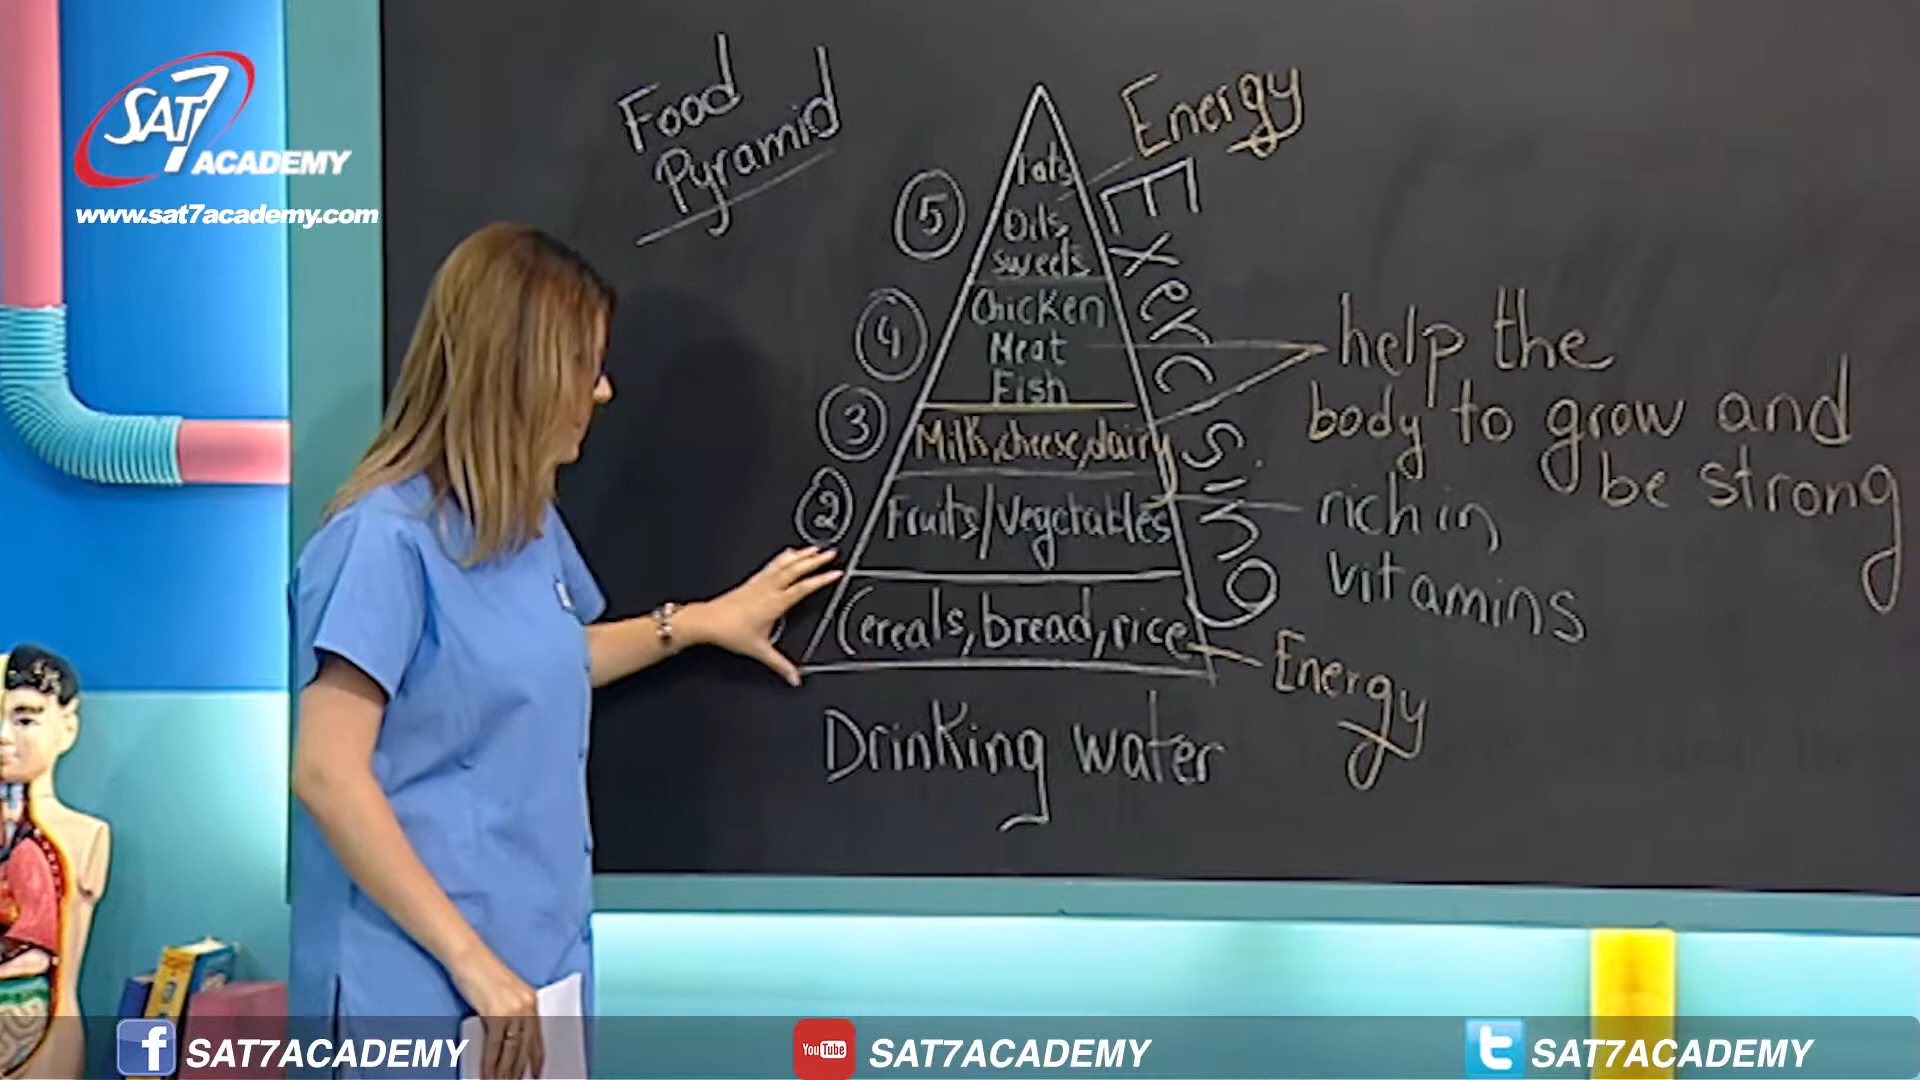 SAT7
ACADEMY
www.sat7academy.com
Food
Pyramid
Energy
Exercising
5
Fats
Oils
sweets
4
Chicken
Meat
Fish
help the
body to grow and
be strong
3
Milk,cheese,dairy
2
Fruits/Vegetables
rich in
vitamins
Cereals,bread,rice
Energy
Drinking water
f SAT7ACADEMY
YouTube SAT7ACADEMY
t SAT7ACADEMY